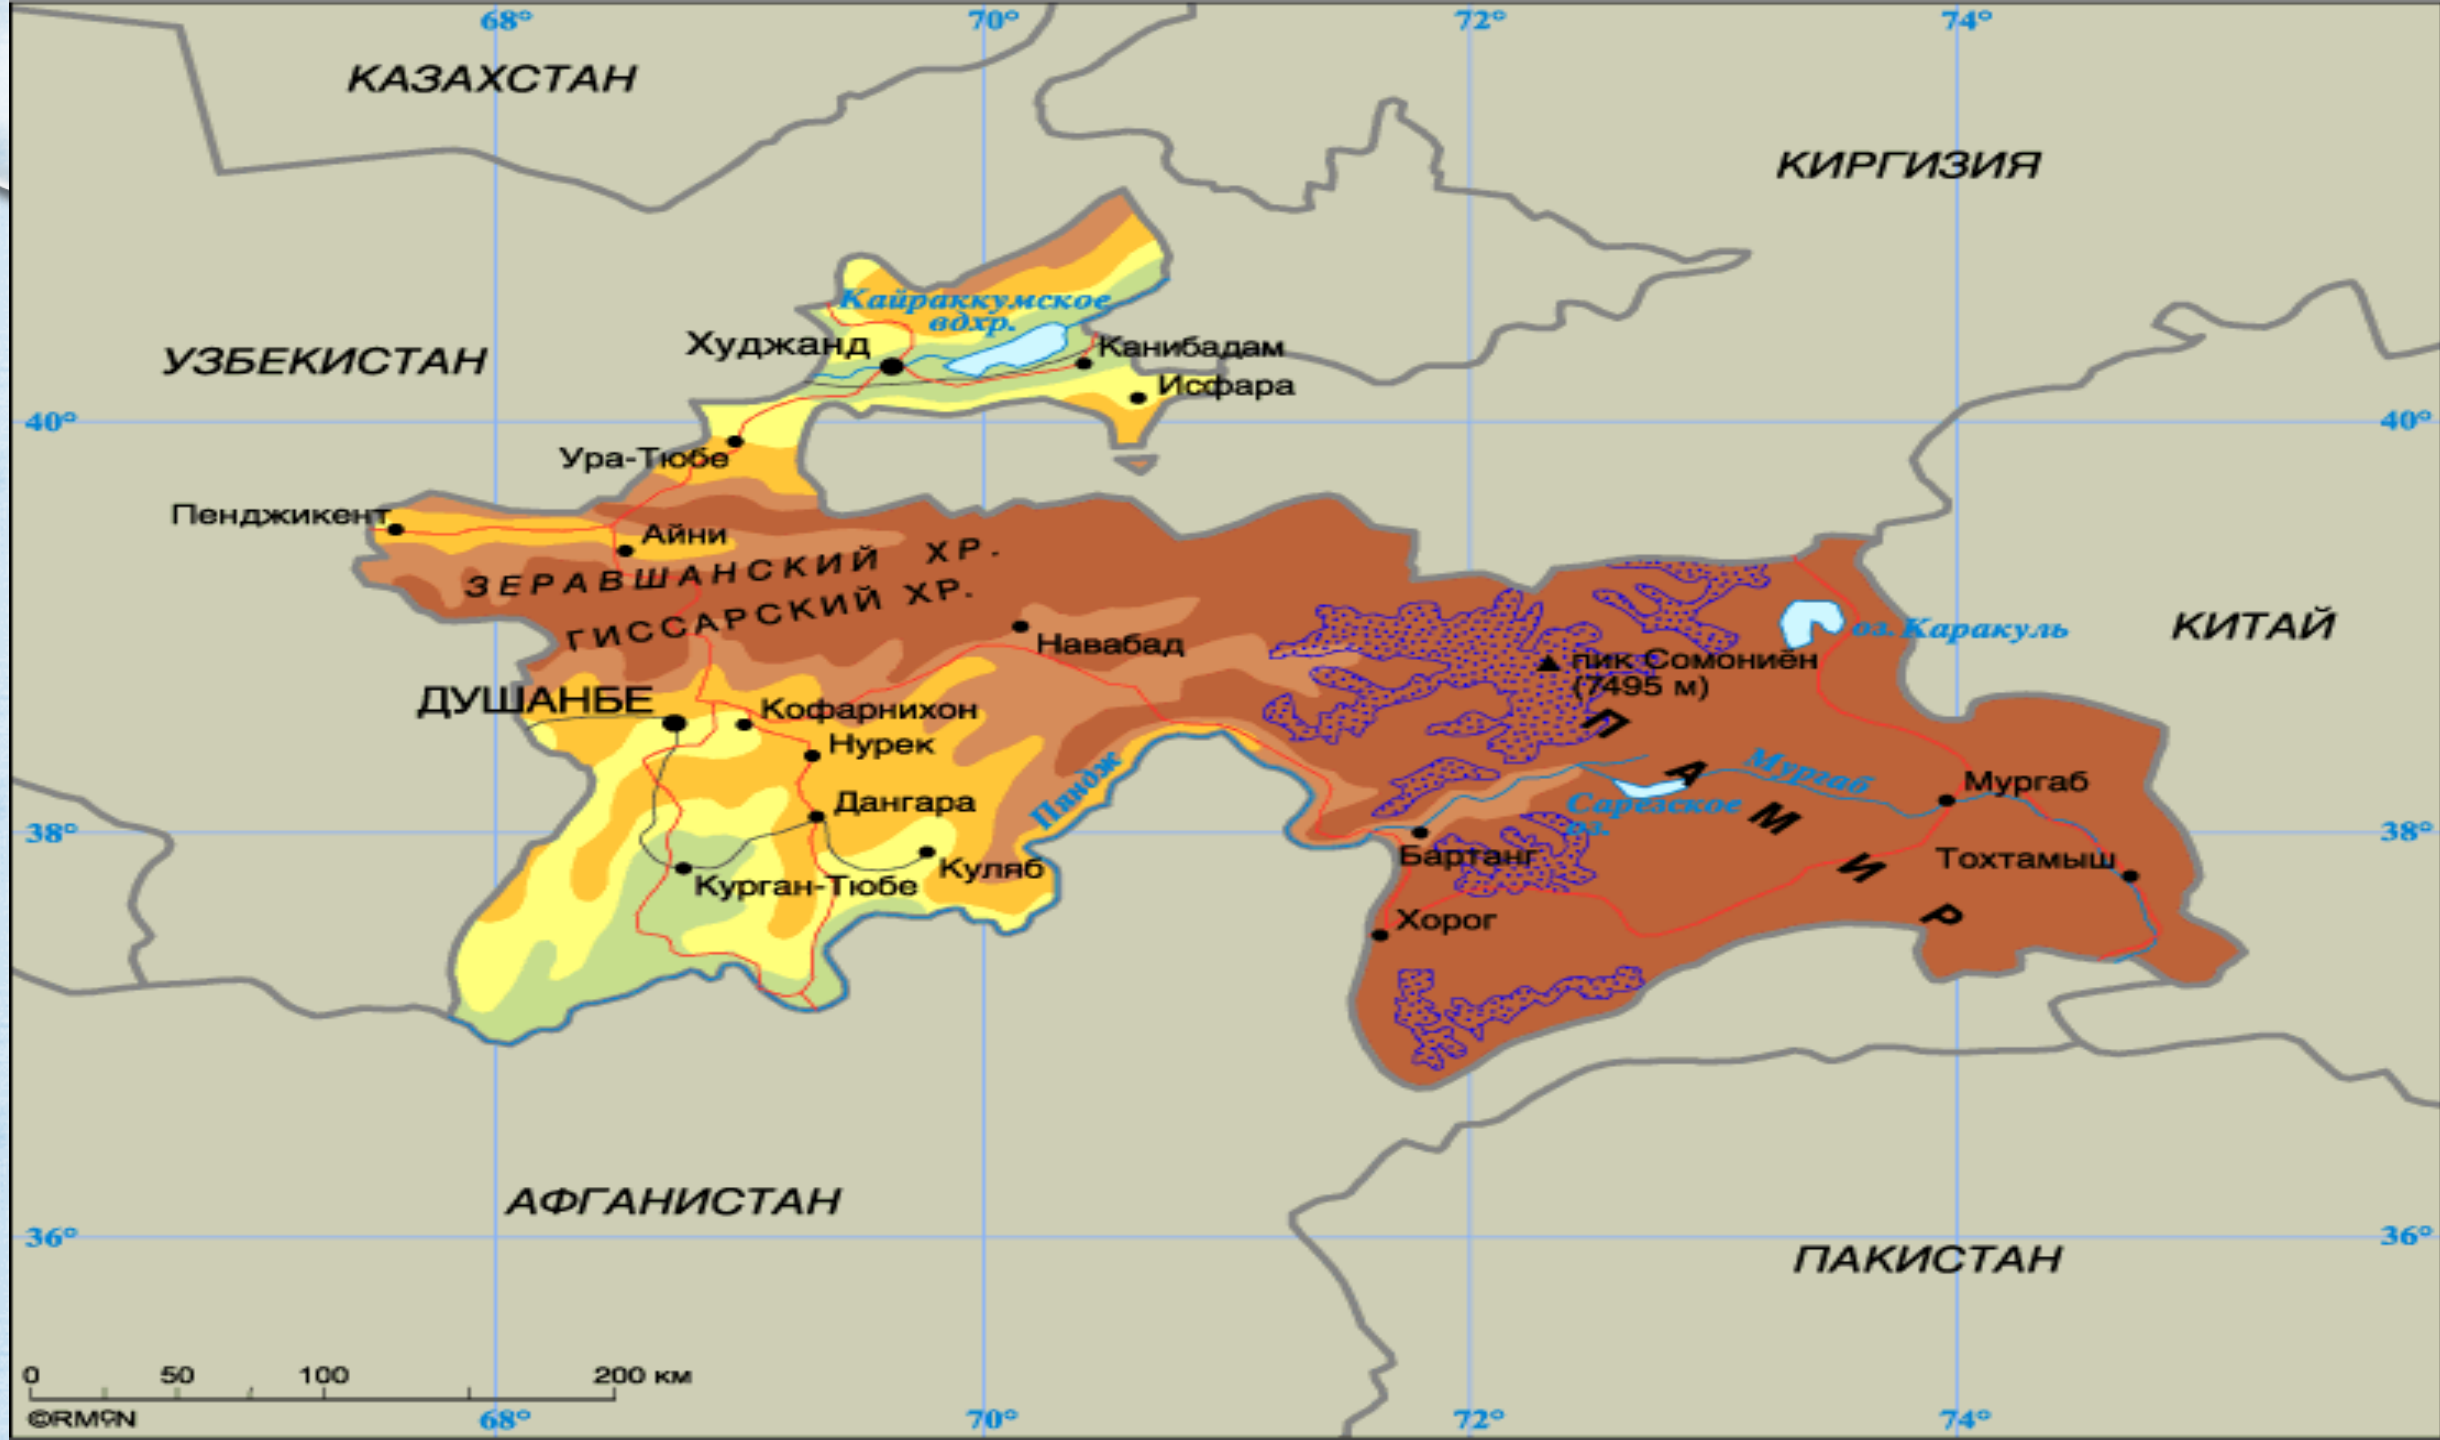 68° 70° 72° 74°
КАЗАХСТАН
КИРГИЗИЯ
Кайраккумское
вдхр.
Худжанд
Канибадам
УЗБЕКИСТАН
Исфара
40° 40°
Ура-Тюбе
Пенджикент
Айни
ЗЕРАВШАНСКИЙ ХР.
ГИССАРСКИЙ ХР.
КИТАЙ
оз. Каракуль
Навабад
пик Сомониён
(7495 м)
ДУШАНБЕ
Кофарнихон
ПАМИР
Нурек
Пяндж
Мургаб
Мургаб
Дангара
Сарезское
оз.
38° 38°
Бартанг
Тохтамыш
Куляб
Курган-Тюбе
Хорог
АФГАНИСТАН
36° 36°
ПАКИСТАН
0 50 100 200 км
68° 70° 72° 74°